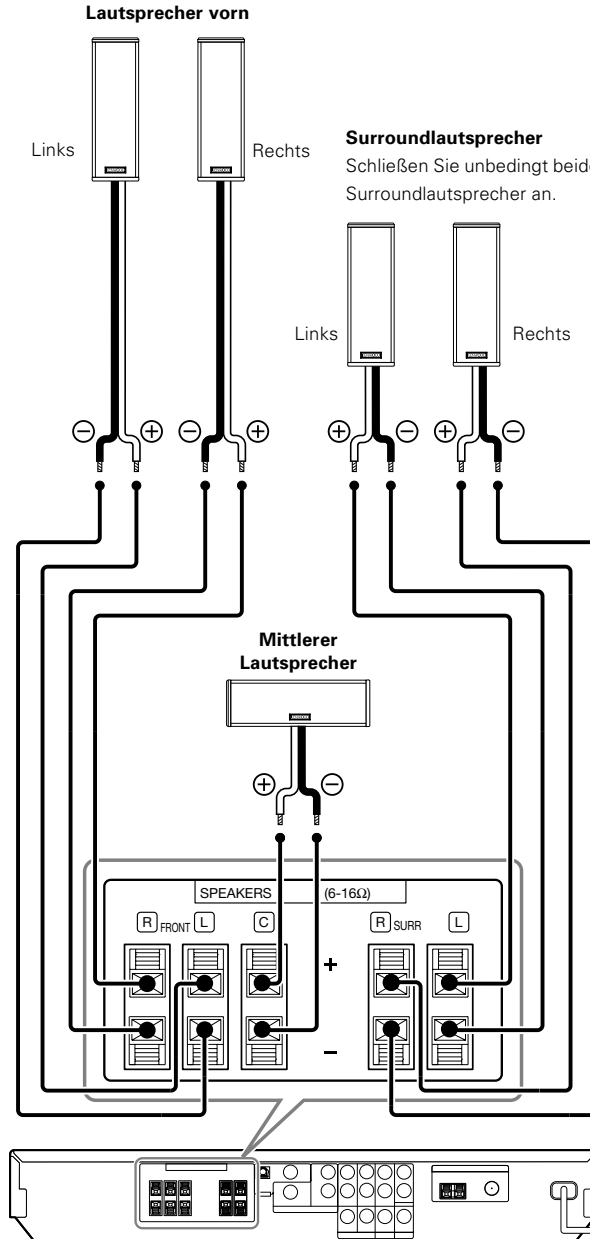 Lautsprecher vorn
Links
Rechts
Surroundlautsprecher
Schließen Sie unbedingt beide
Surroundlautsprecher an.
Links
Rechts
⊖ ⊕ ⊖ ⊕ ⊕ ⊖ ⊕ ⊖
Mittlerer
Lautsprecher
⊕ ⊖
SPEAKERS (6-16Ω)
R FRONT L C R SURR L
+
–